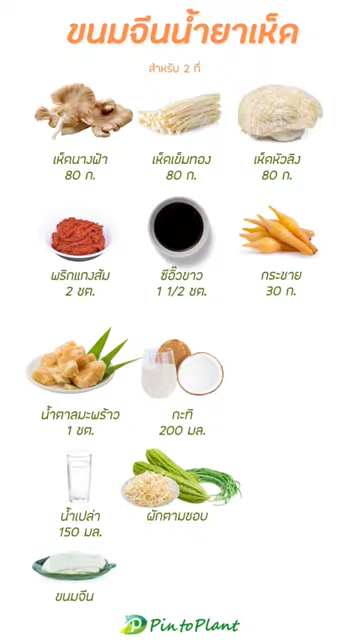 ขนมจีนน้ำยาเห็ด
สำหรับ 2 ที่
เห็ดนางฟ้า
80 ก.
เห็ดเข็มทอง
80 ก.
เห็ดหัวลิง
80 ก.
พริกแกงส้ม
2 ชต.
ซีอิ๊วขาว
1 1/2 ชต.
กระชาย
30 ก.
น้ำตาลมะพร้าว
1 ชต.
กะทิ
200 มล.
น้ำเปล่า
150 มล.
ผักตามชอบ
ขนมจีน
PintoPlant